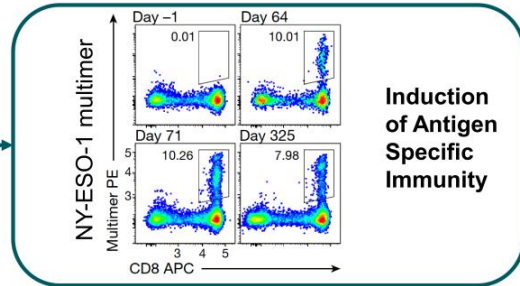 Day –1
Day 64
0.01
10.01
NY-ESO-1 multimer
Multimer PE
Day 71
Day 325
10.26
7.98
5
4
3
3 4 5
CD8 APC
Induction
of Antigen
Specific
Immunity